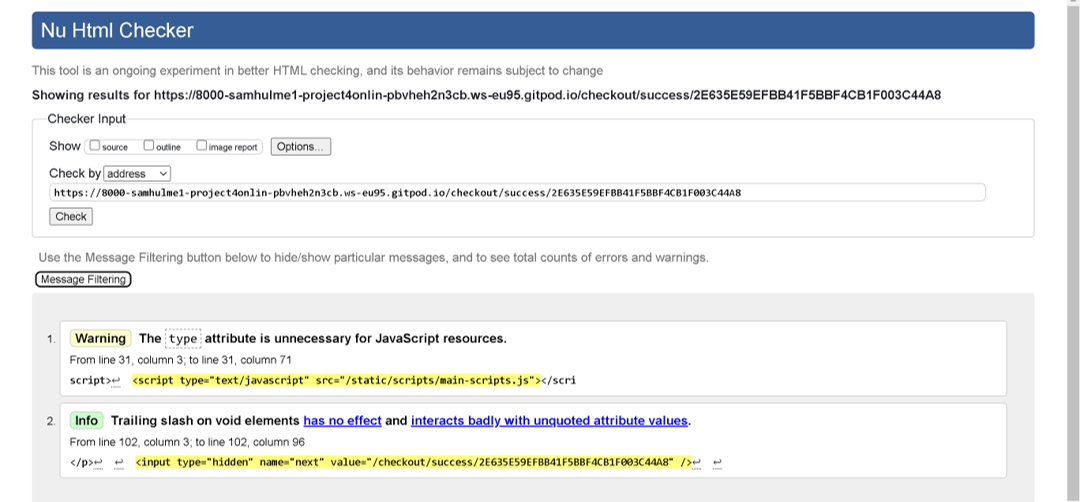 Nu Html Checker
This tool is an ongoing experiment in better HTML checking, and its behavior remains subject to change
Showing results for https://8000-samhulme1-project4onlin-pbvheh2n3cb.ws-eu95.gitpod.io/checkout/success/2E635E59EFBB41F5BBF4CB1F003C44A8
Checker Input
Show source outline image report Options...
Check by address
https://8000-samhulme1-project4onlin-pbvheh2n3cb.ws-eu95.gitpod.io/checkout/success/2E635E59EFBB41F5BBF4CB1F003C44A8
Check
Use the Message Filtering button below to hide/show particular messages, and to see total counts of errors and warnings.
Message Filtering
1. Warning The type attribute is unnecessary for JavaScript resources.
From line 31, column 3; to line 31, column 71
script>↩ <script type="text/javascript" src="/static/scripts/main-scripts.js"></scri
2. Info Trailing slash on void elements has no effect and interacts badly with unquoted attribute values.
From line 102, column 3; to line 102, column 96
</p>↩ ↩ <input type="hidden" name="next" value="/checkout/success/2E635E59EFBB41F5BBF4CB1F003C44A8" />↩ ↩